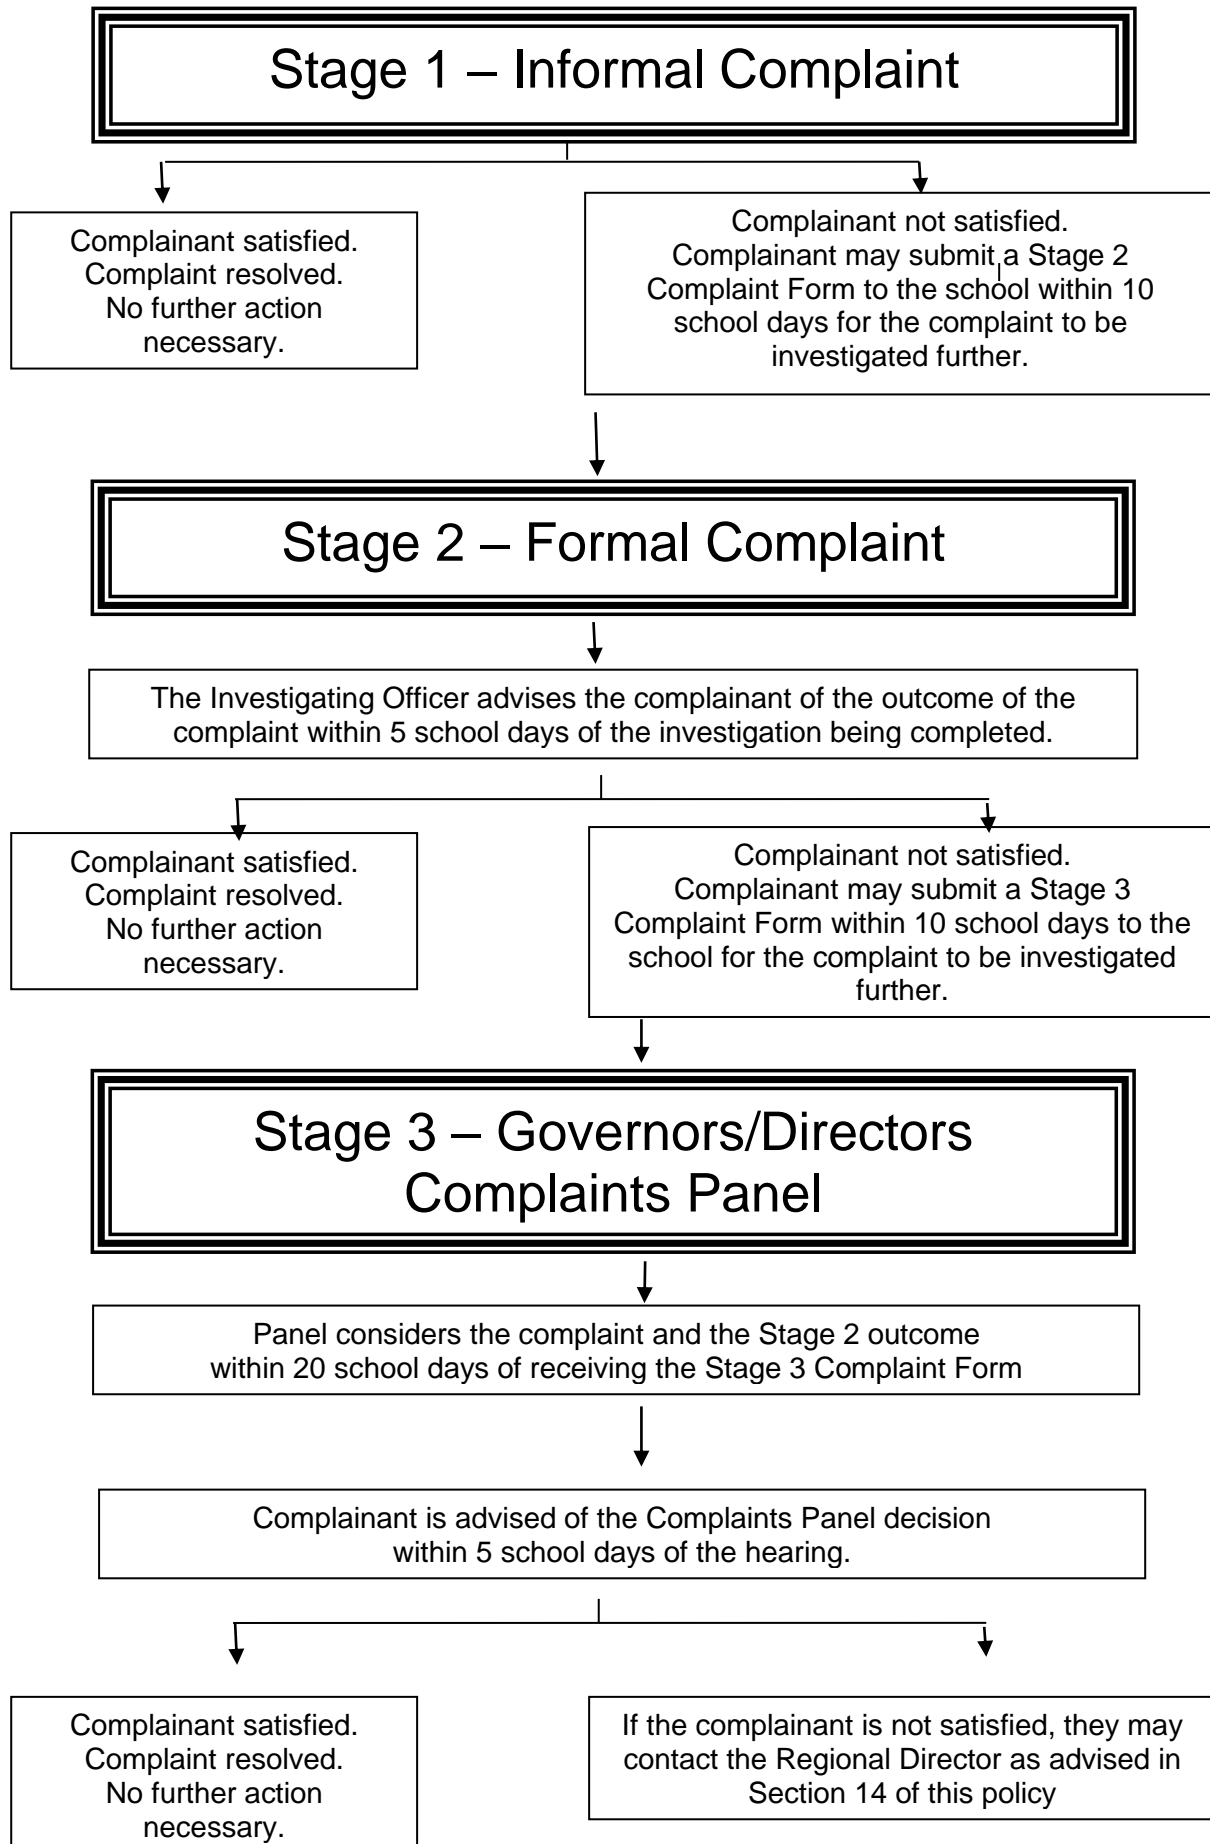 Stage 1 – Informal Complaint
Complainant satisfied.
Complaint resolved.
No further action
necessary.
Complainant not satisfied.
Complainant may submit a Stage 2
Complaint Form to the school within 10
school days for the complaint to be
investigated further.
Stage 2 – Formal Complaint
The Investigating Officer advises the complainant of the outcome of the
complaint within 5 school days of the investigation being completed.
Complainant satisfied.
Complaint resolved.
No further action
necessary.
Complainant not satisfied.
Complainant may submit a Stage 3
Complaint Form within 10 school days to the
school for the complaint to be investigated
further.
Stage 3 – Governors/Directors
Complaints Panel
Panel considers the complaint and the Stage 2 outcome
within 20 school days of receiving the Stage 3 Complaint Form
Complainant is advised of the Complaints Panel decision
within 5 school days of the hearing.
Complainant satisfied.
Complaint resolved.
No further action
necessary.
If the complainant is not satisfied, they may
contact the Regional Director as advised in
Section 14 of this policy